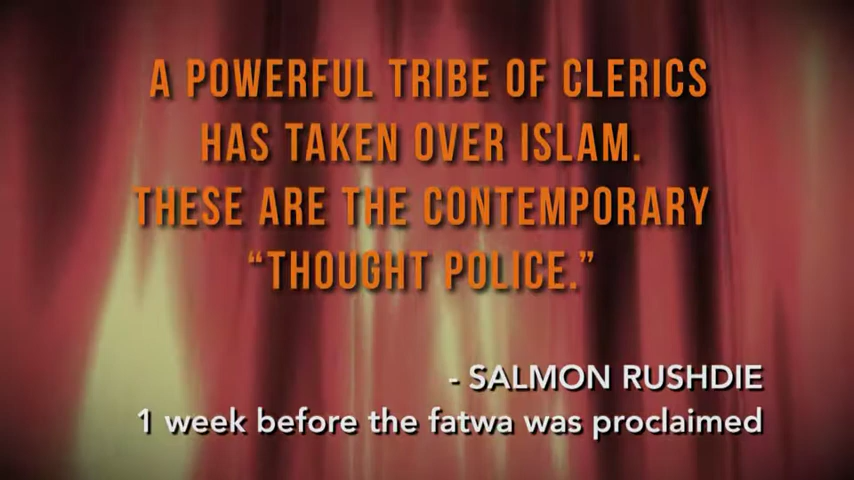 A POWERFUL TRIBE OF CLERICS
HAS TAKEN OVER ISLAM.
THESE ARE THE CONTEMPORARY
“THOUGHT POLICE.”
- SALMON RUSHDIE
1 week before the fatwa was proclaimed